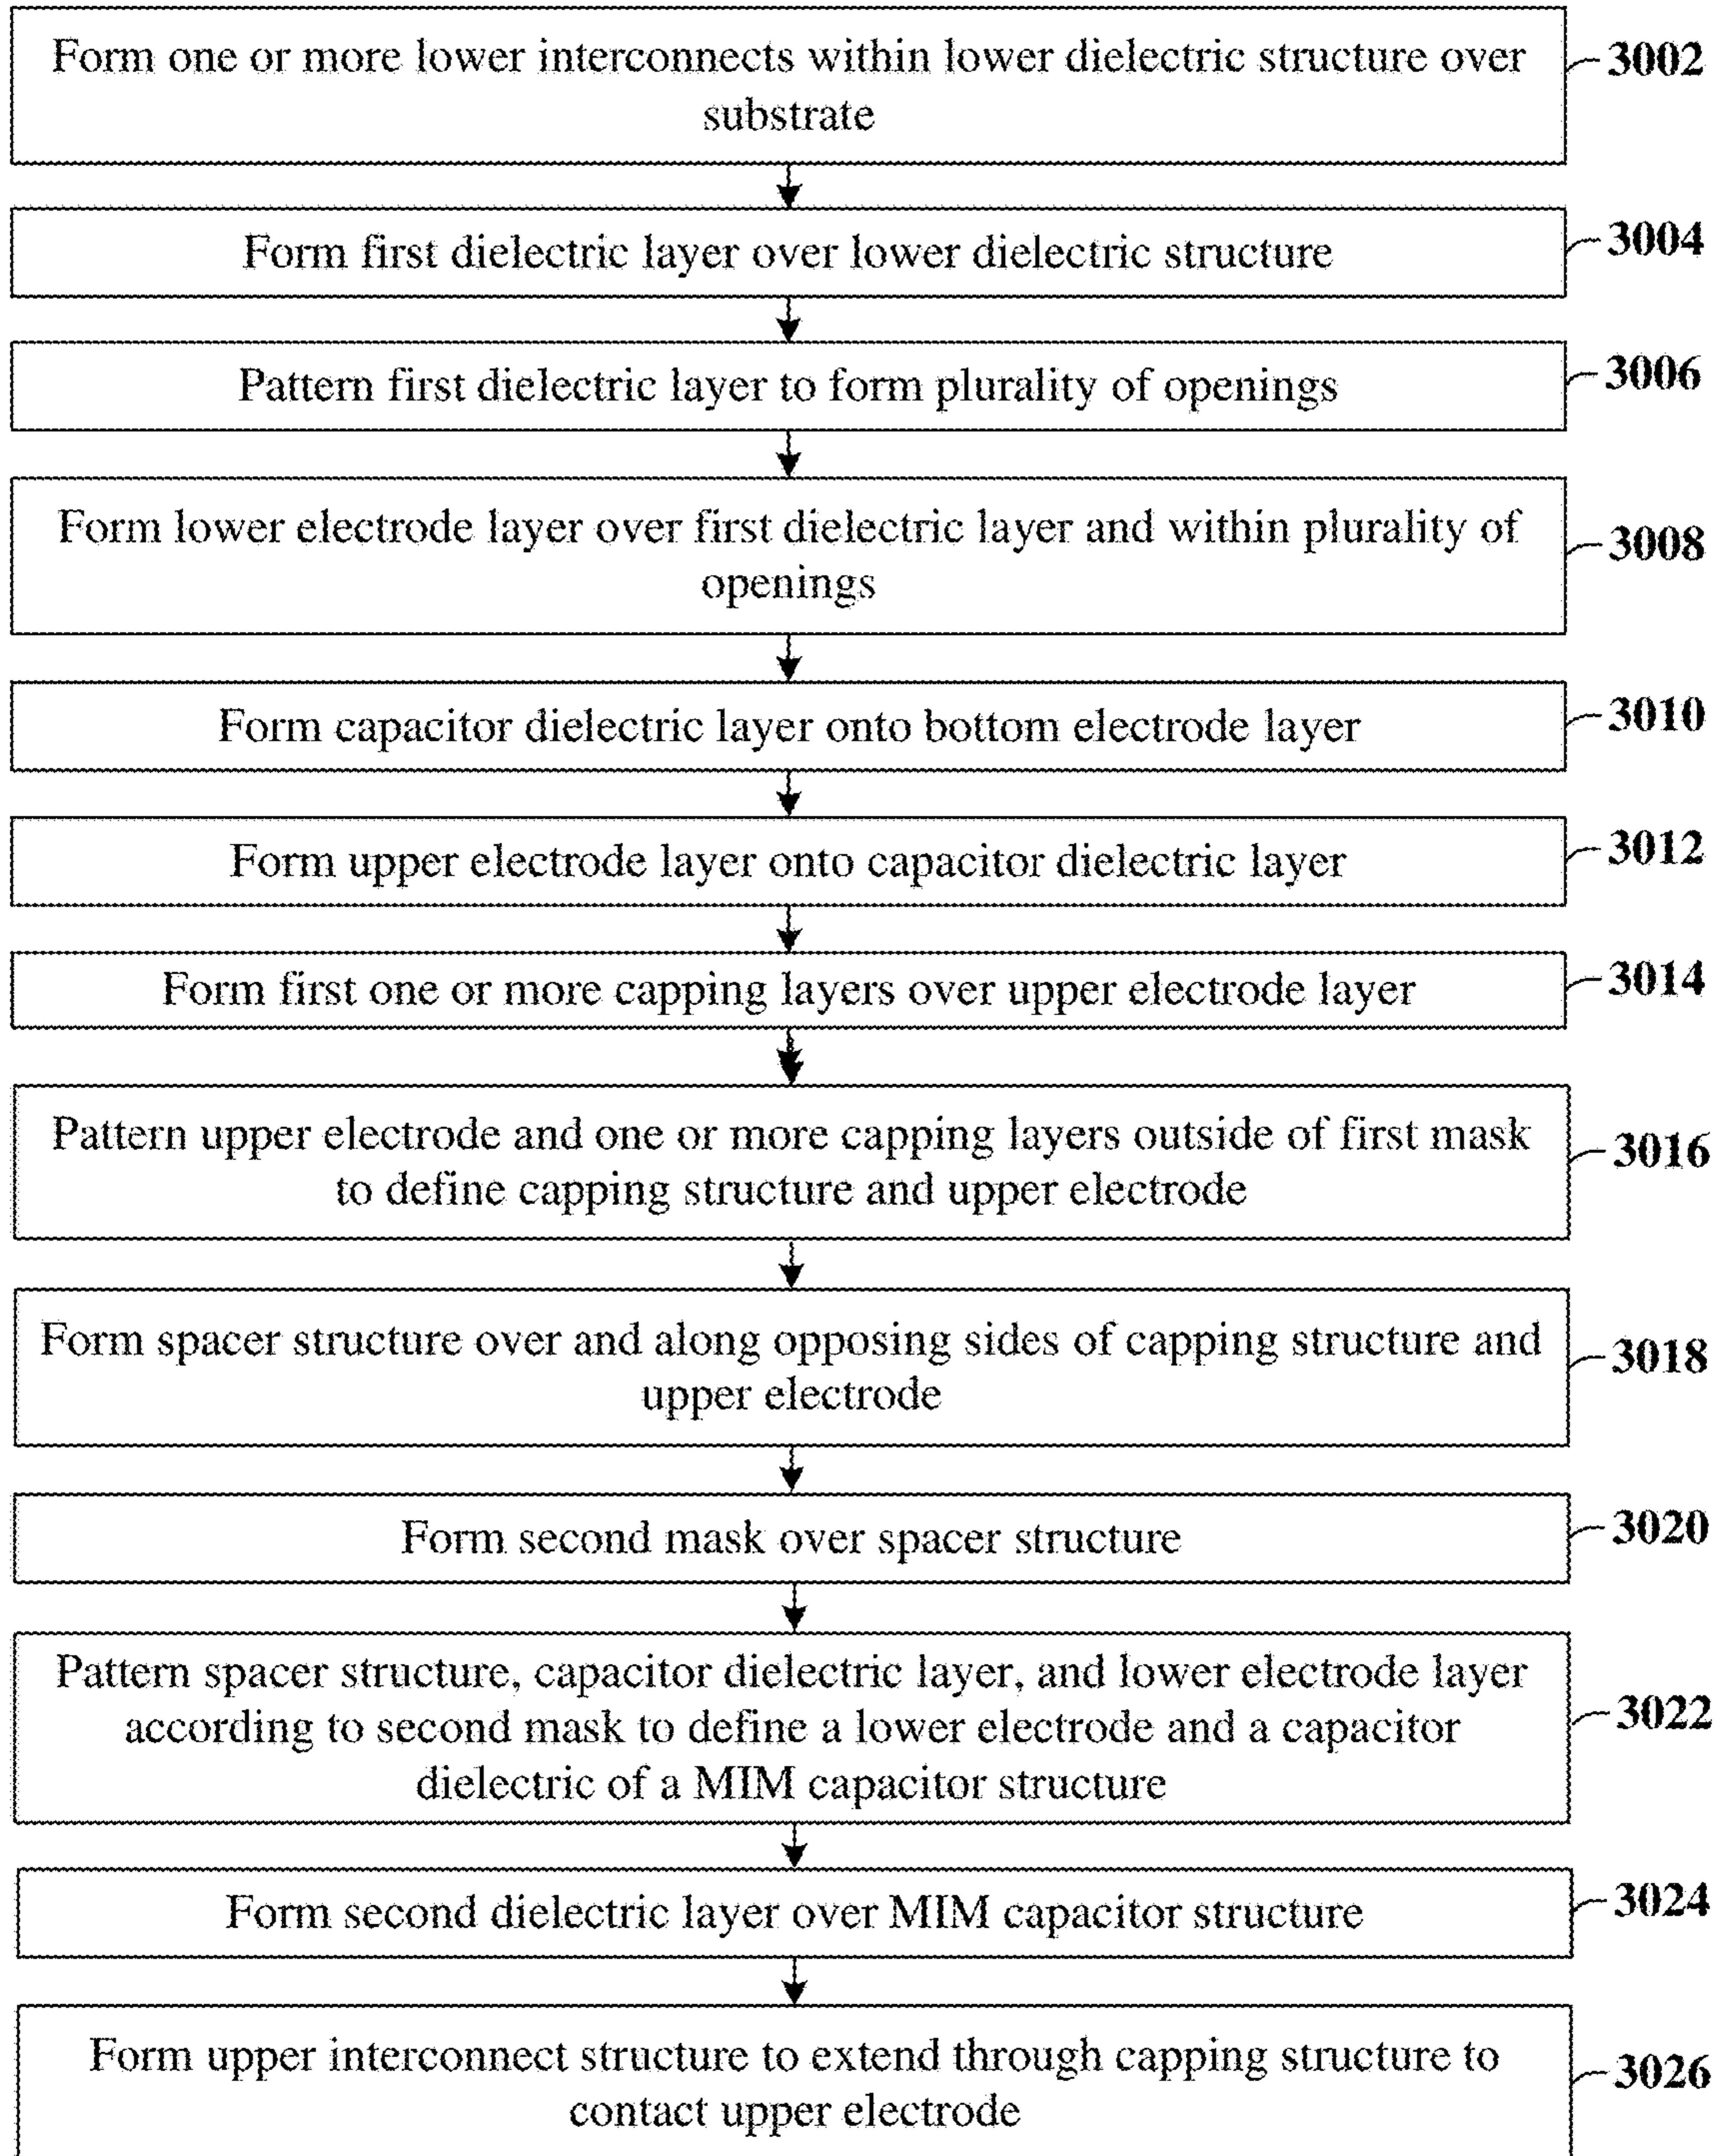 Form one or more lower interconnects within lower dielectric structure over
substrate
3002
Form first dielectric layer over lower dielectric structure
3004
Pattern first dielectric layer to form plurality of openings
3006
Form lower electrode layer over first dielectric layer and within plurality of
openings
3008
Form capacitor dielectric layer onto bottom electrode layer
3010
Form upper electrode layer onto capacitor dielectric layer
3012
Form first one or more capping layers over upper electrode layer
3014
Pattern upper electrode and one or more capping layers outside of first mask
to define capping structure and upper electrode
3016
Form spacer structure over and along opposing sides of capping structure and
upper electrode
3018
Form second mask over spacer structure
3020
Pattern spacer structure, capacitor dielectric layer, and lower electrode layer
according to second mask to define a lower electrode and a capacitor
dielectric of a MIM capacitor structure
3022
Form second dielectric layer over MIM capacitor structure
3024
Form upper interconnect structure to extend through capping structure to
contact upper electrode
3026